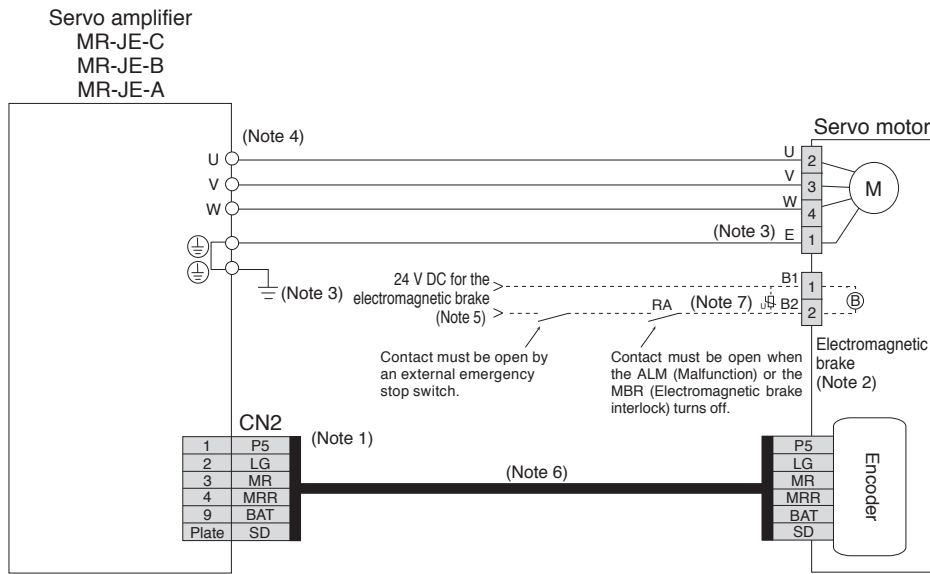 Servo amplifier
MR-JE-C
MR-JE-B
MR-JE-A
(Note 4)
Servo motor
U
U
2
V
V
3
M
W
W
4
(Note 3)
E
1
(Note 3)
24 V DC for the
electromagnetic brake
(Note 5)
B1
1
RA
(Note 7)
U
B2
2
B
Contact must be open by
an external emergency
stop switch.
Contact must be open when
the ALM (Malfunction) or the
MBR (Electromagnetic brake
interlock) turns off.
Electromagnetic
brake
(Note 2)
CN2
(Note 1)
(Note 6)
1 P5
2 LG
3 MR
4 MRR
9 BAT
Plate SD
P5
LG
MR
MRR
BAT
SD
Encoder